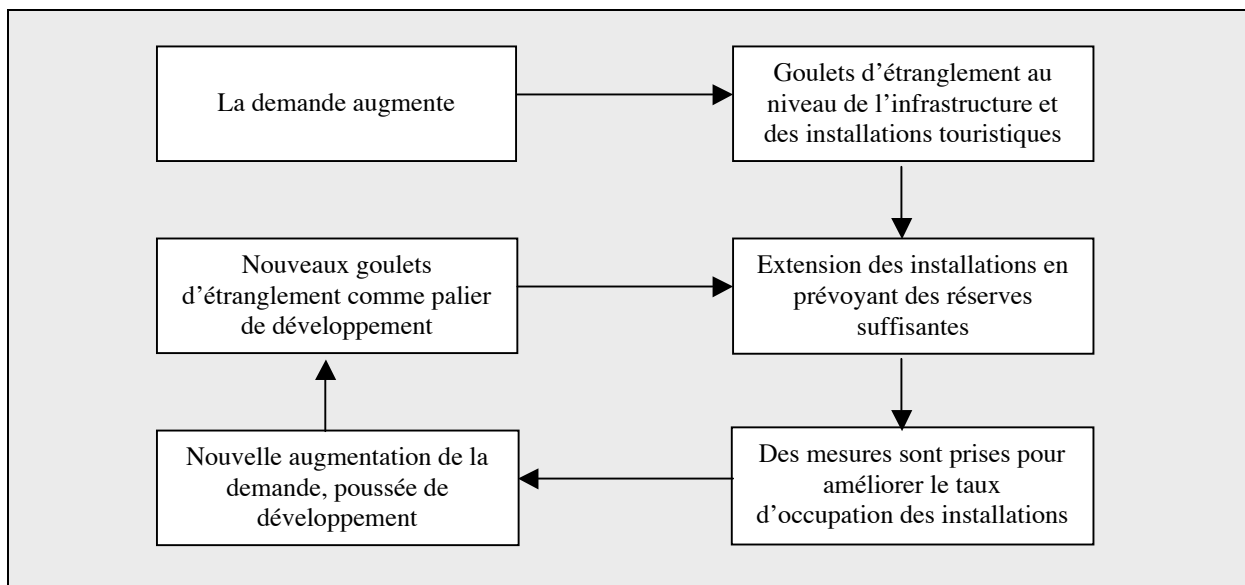 La demande augmente
Goulets d’étranglement au
niveau de l’infrastructure et
des installations touristiques
Nouveaux goulets
d’étranglement comme palier
de développement
Extension des installations en
prévoyant des réserves
suffisantes
Nouvelle augmentation de la
demande, poussée de
développement
Des mesures sont prises pour
améliorer le taux
d’occupation des installations